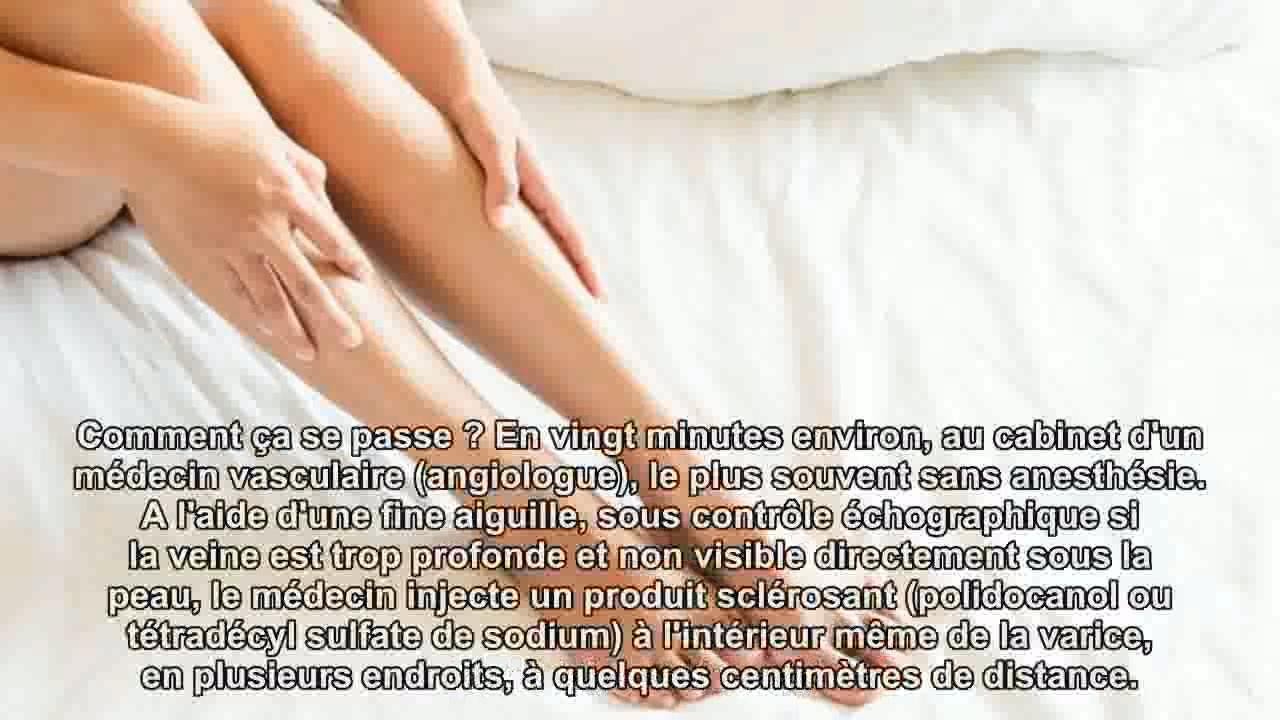 Comment ça se passe ? En vingt minutes environ, au cabinet d'un
médecin vasculaire (angiologue), le plus souvent sans anesthésie.
A l'aide d'une fine aiguille, sous contrôle échographique si
la veine est trop profonde et non visible directement sous la
peau, le médecin injecte un produit sclérosant (polidocanol ou
tétradécyl sulfate de sodium) à l'intérieur même de la varice,
en plusieurs endroits, à quelques centimètres de distance.